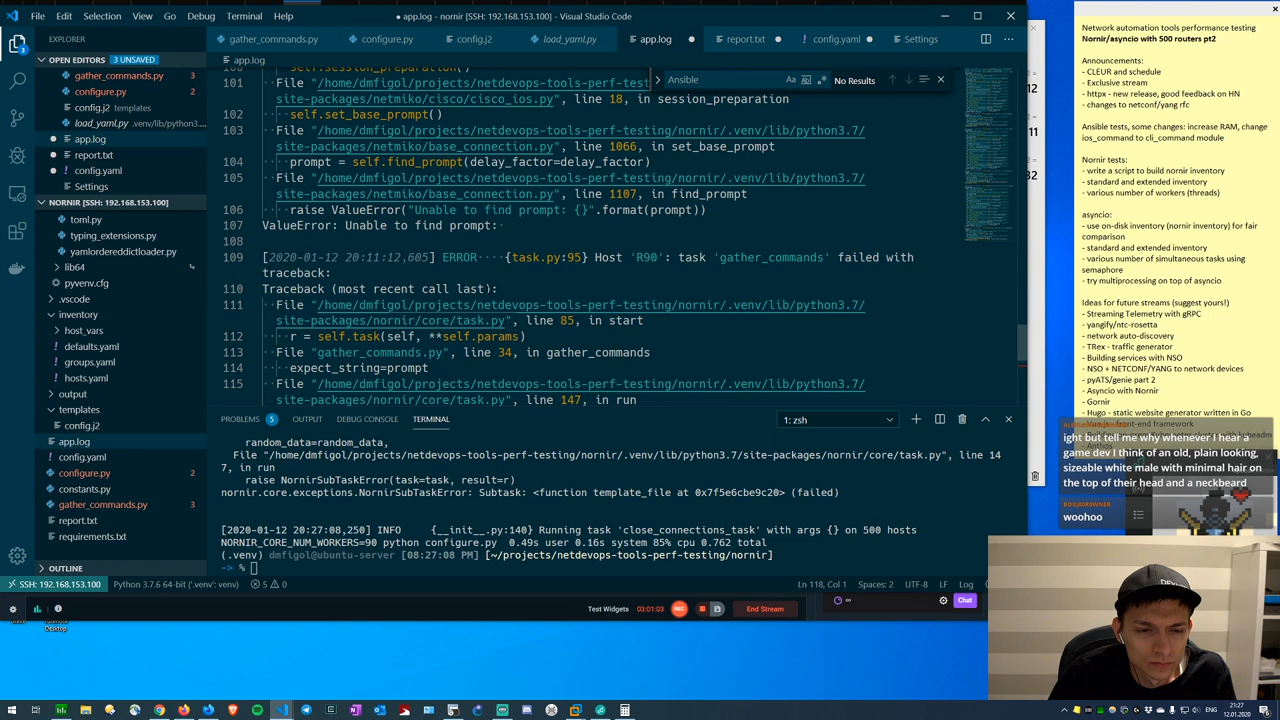 File Edit Selection View Go Debug Terminal Help
● app.log - nornir [SSH: 192.168.153.100] - Visual Studio Code
EXPLORER
gather_commands.py configure.py config.j2 load_yaml.py app.log report.txt config.yaml Settings
OPEN EDITORS 3 UNSAVED
gather_commands.py 3
configure.py 2
config.j2 templates
load_yaml.py .venv/lib/python3....
app.log
report.txt
config.yaml
Settings
NORNIR [SSH: 192.168.153.100]
toml.py
typing_extensions.py
yamlordereddictloader.py
lib64
pyvenv.cfg
.vscode
inventory
host_vars
defaults.yaml
groups.yaml
hosts.yaml
output
templates
config.j2
app.log
config.yaml
configure.py 2
constants.py
gather_commands.py 3
report.txt
requirements.txt
OUTLINE
app.log
Ansible
No Results
100 self.session_preparation()
101 File "/home/dmfigol/projects/netdevops-tools-perf-test
site-packages/netmiko/cisco/cisco_ios.py", line 18, in session_preparation
102 self.set_base_prompt()
103 File "/home/dmfigol/projects/netdevops-tools-perf-testing/nornir/.venv/lib/python3.7/
site-packages/netmiko/base_connection.py", line 1066, in set_base_prompt
104 prompt = self.find_prompt(delay_factor=delay_factor)
105 File "/home/dmfigol/projects/netdevops-tools-perf-testing/nornir/.venv/lib/python3.7/
site-packages/netmiko/base_connection.py", line 1107, in find_prompt
106 raise ValueError("Unable to find prompt: {}".format(prompt))
107 ValueError: Unable to find prompt:
108
109 [2020-01-12 20:11:12,605] ERROR {task.py:95} Host 'R90': task 'gather_commands' failed with
traceback:
110 Traceback (most recent call last):
111 File "/home/dmfigol/projects/netdevops-tools-perf-testing/nornir/.venv/lib/python3.7/
site-packages/nornir/core/task.py", line 85, in start
112 r = self.task(self, **self.params)
113 File "gather_commands.py", line 34, in gather_commands
114 expect_string=prompt
115 File "/home/dmfigol/projects/netdevops-tools-perf-testing/nornir/.venv/lib/python3.7/
site-packages/nornir/core/task.py", line 147, in run
PROBLEMS 5 OUTPUT DEBUG CONSOLE TERMINAL
1: zsh
random_data=random_data,
File "/home/dmfigol/projects/netdevops-tools-perf-testing/nornir/.venv/lib/python3.7/site-packages/nornir/core/task.py", line 14
7, in run
raise NornirSubTaskError(task=task, result=r)
nornir.core.exceptions.NornirSubTaskError: Subtask: <function template_file at 0x7f5e6cbe9c20> (failed)
[2020-01-12 20:27:08,250] INFO {__init__.py:140} Running task 'close_connections_task' with args {} on 500 hosts
NORNIR_CORE_NUM_WORKERS=90 python configure.py 0.49s user 0.16s system 85% cpu 0.762 total
(.venv) dmfigol@ubuntu-server [08:27:08 PM] [~/projects/netdevops-tools-perf-testing/nornir]
-> %
SSH: 192.168.153.100 Python 3.7.6 64-bit ('.venv': venv) 5 0
Ln 118, Col 1 Spaces: 2 UTF-8 LF Log
Test Widgets 03:01:03 REC End Stream
Chat
Desktop
Network automation tools performance testing
Nornir/asyncio with 500 routers pt2
Announcements:
- CLEUR and schedule
- Exclusive stream
- httpx - new release, good feedback on HN
- changes to netconf/yang rfc
Ansible tests, some changes: increase RAM, change
ios_command to cli_command module
Nornir tests:
- write a script to build nornir inventory
- standard and extended inventory
- various number of workers (threads)
asyncio:
- use on-disk inventory (nornir inventory) for fair
comparison
- standard and extended inventory
- various number of simultaneous tasks using
semaphore
- try multiprocessing on top of asyncio
Ideas for future streams (suggest yours!)
- Streaming Telemetry with gRPC
- yangify/ntc-rosetta
- network auto-discovery
- TRex - traffic generator
- Building services with NSO
- NSO + NETCONF/YANG to network devices
- pyATS/genie part 2
- Asyncio with Nornir
- Gornir
- Hugo - static website generator written in Go
- Anthos
ight but tell me why whenever I hear a
game dev I think of an old, plain looking,
sizeable white male with minimal hair on
the top of their head and a neckbeard
woohoo
ENG
21:27
12.01.2020